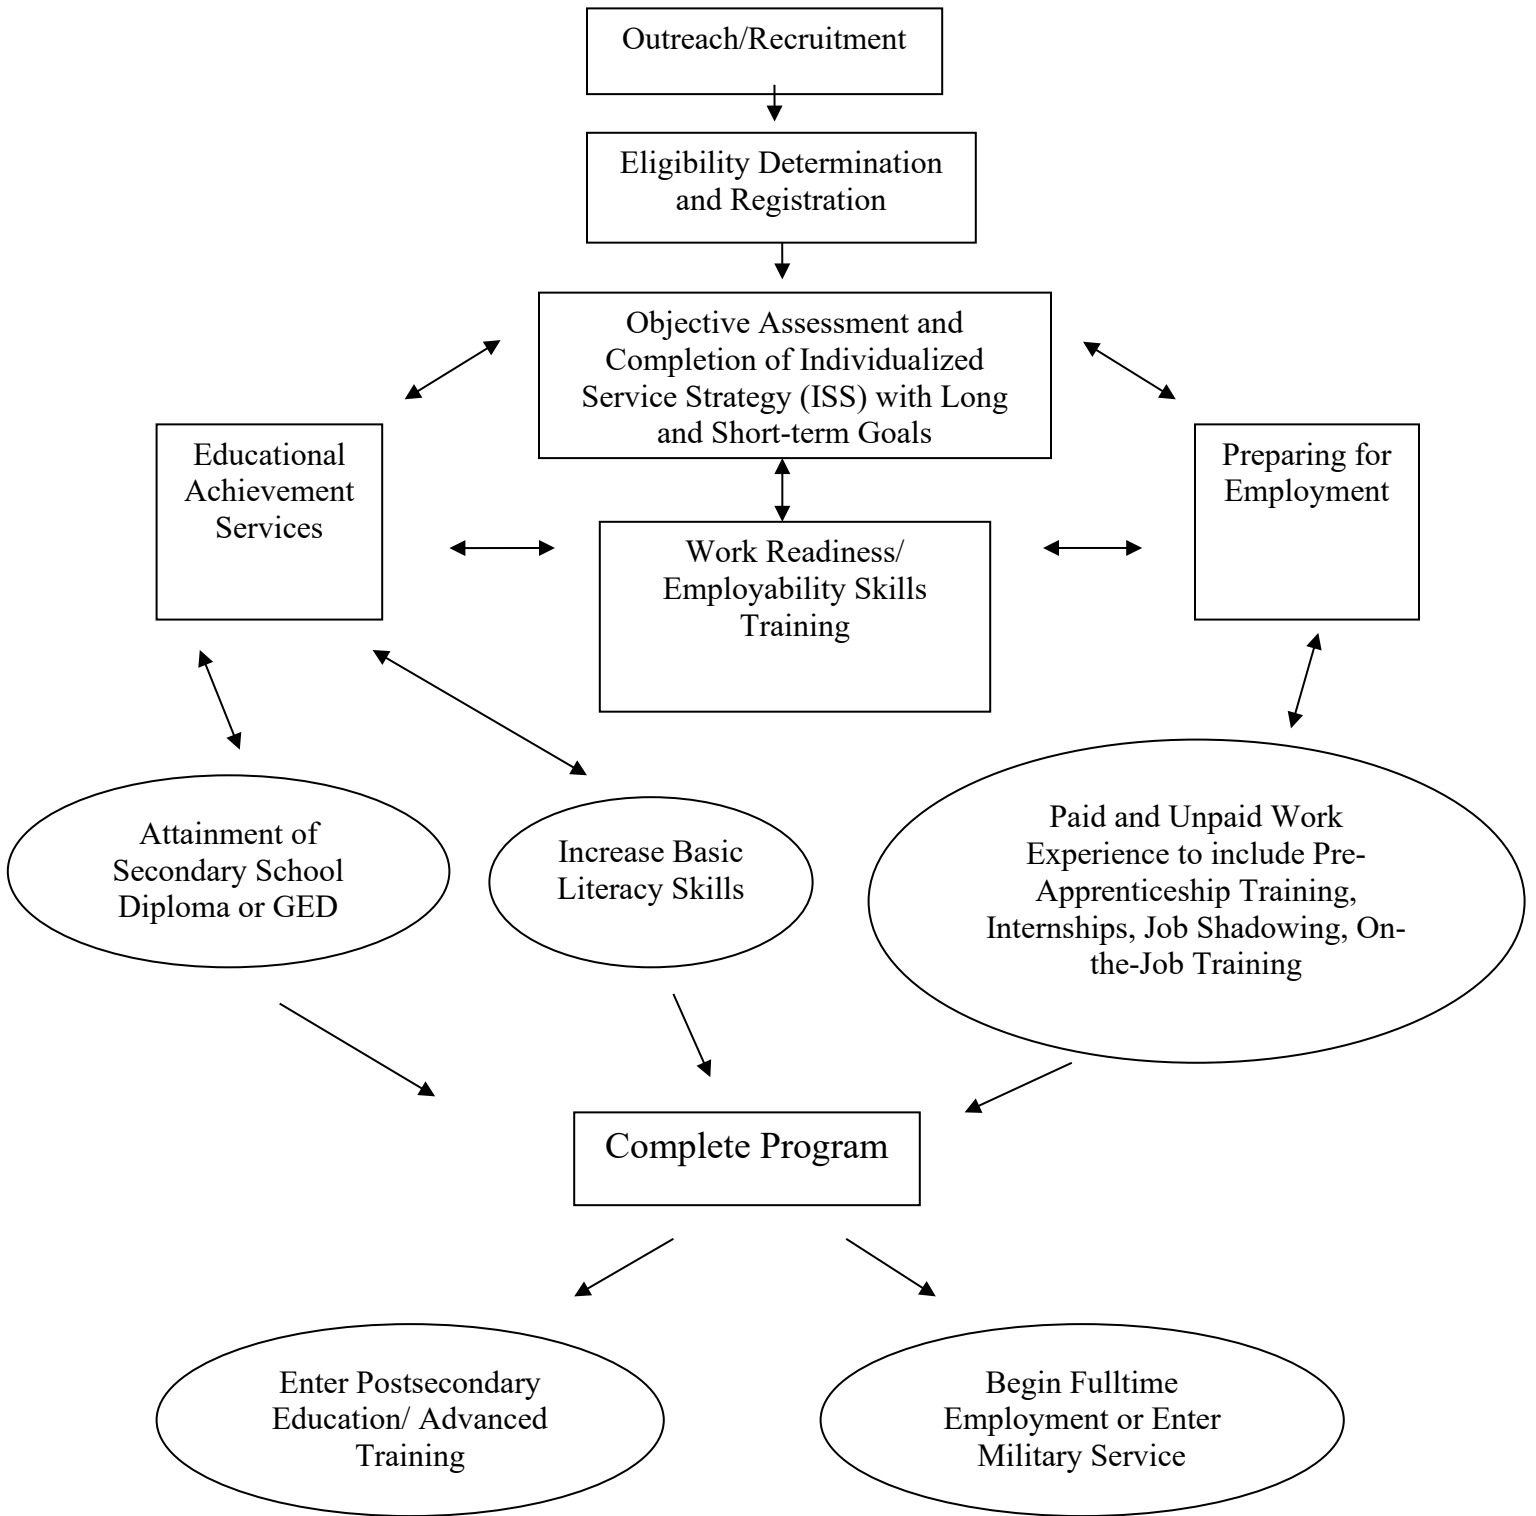 Outreach/Recruitment
Eligibility Determination
and Registration
Objective Assessment and
Completion of Individualized
Service Strategy (ISS) with Long
and Short-term Goals
Educational
Achievement
Services
Preparing for
Employment
Work Readiness/
Employability Skills
Training
Attainment of
Secondary School
Diploma or GED
Increase Basic
Literacy Skills
Paid and Unpaid Work
Experience to include Pre-
Apprenticeship Training,
Internships, Job Shadowing, On-
the-Job Training
Complete Program
Enter Postsecondary
Education/ Advanced
Training
Begin Fulltime
Employment or Enter
Military Service